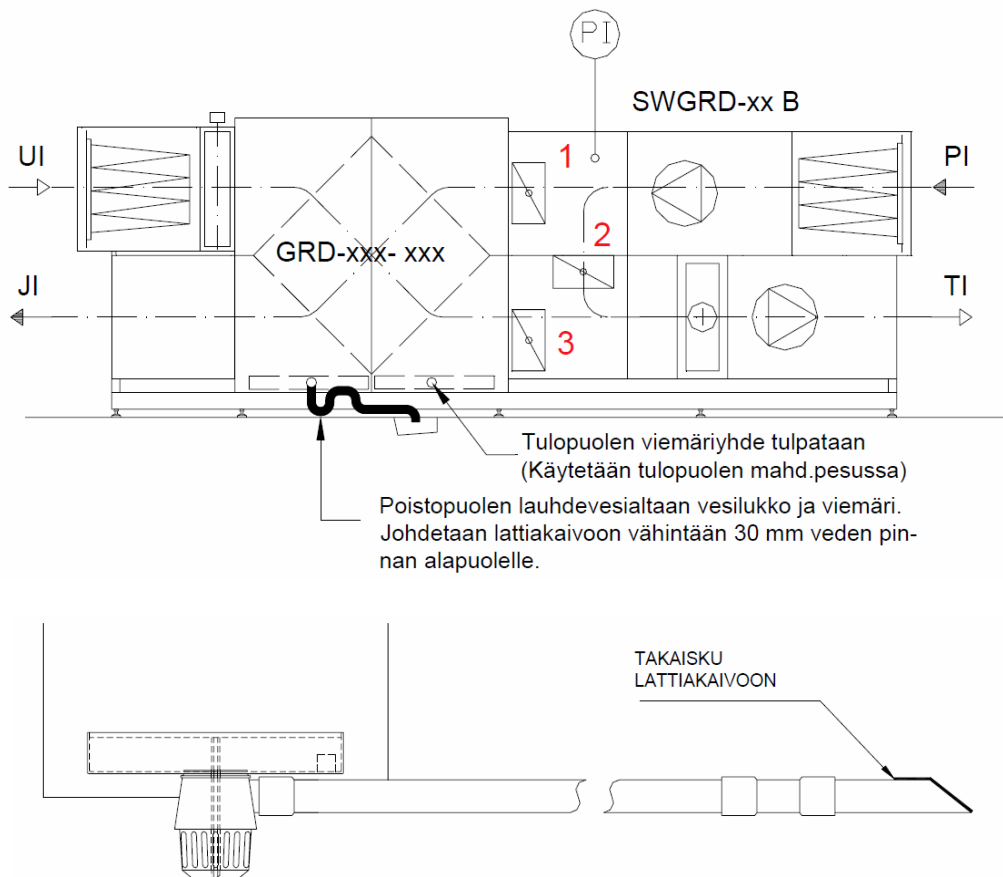 PI
SWGRD-xx B
UI
1
PI
2
GRD-xxx- xxx
JI
TI
3
Tulopuolen viemäriyhde tulpataan
(Käytetään tulopuolen mahd.pesussa)
Poistopuolen lauhdevesialtaan vesilukko ja viemäri.
Johdetaan lattiakaivoon vähintään 30 mm veden pin-
nan alapuolelle.
TAKAISKU
LATTIAKAIVOON